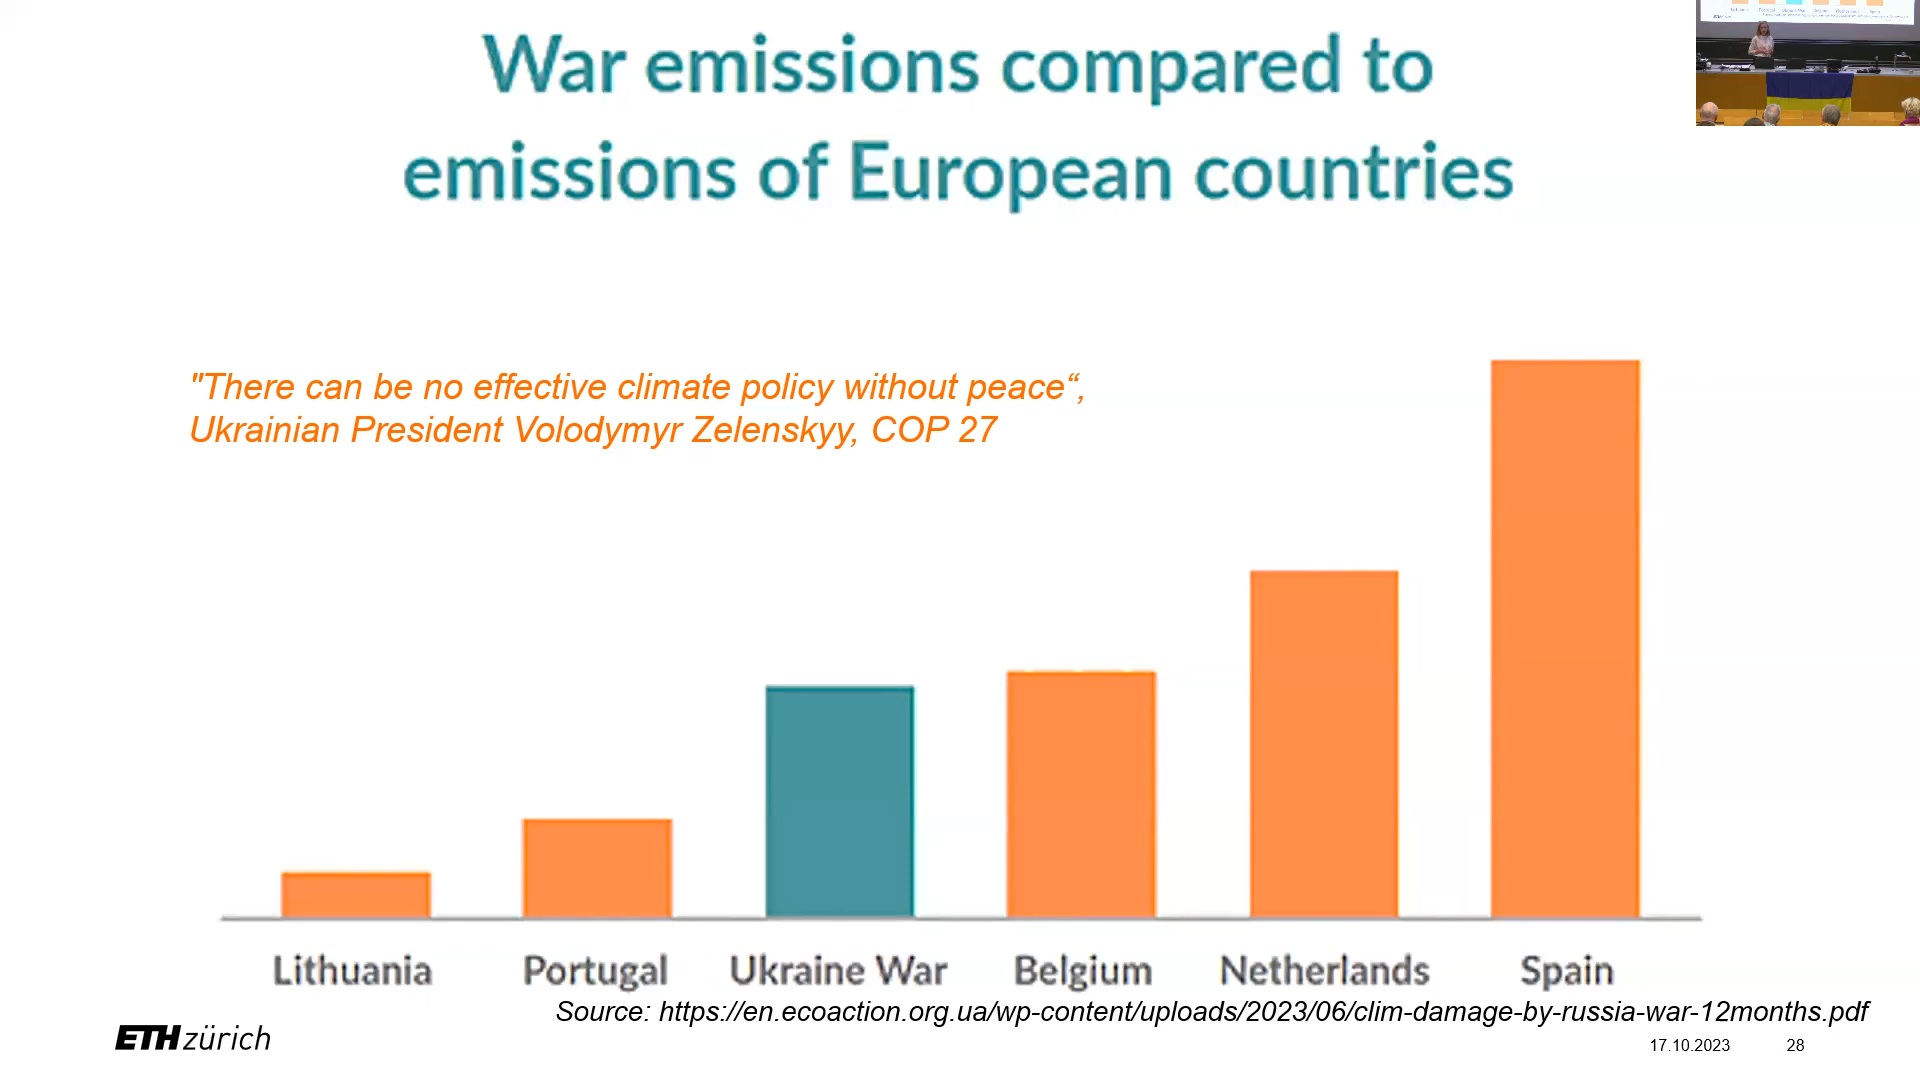 War emissions compared to
emissions of European countries
"There can be no effective climate policy without peace“,
Ukrainian President Volodymyr Zelenskyy, COP 27
Lithuania Portugal Ukraine War Belgium Netherlands Spain
Source: https://en.ecoaction.org.ua/wp-content/uploads/2023/06/clim-damage-by-russia-war-12months.pdf
ETH zürich
17.10.2023 28